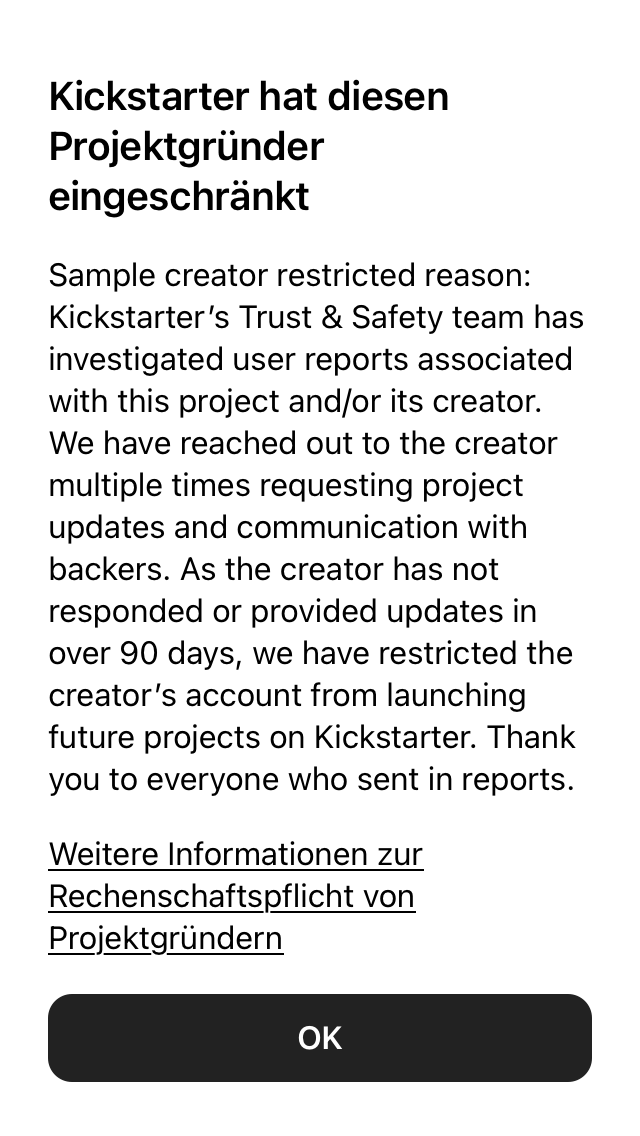 Kickstarter hat diesen
Projektgründer
eingeschränkt
Sample creator restricted reason:
Kickstarter’s Trust & Safety team has
investigated user reports associated
with this project and/or its creator.
We have reached out to the creator
multiple times requesting project
updates and communication with
backers. As the creator has not
responded or provided updates in
over 90 days, we have restricted the
creator’s account from launching
future projects on Kickstarter. Thank
you to everyone who sent in reports.
Weitere Informationen zur
Rechenschaftspflicht von
Projektgründern
OK